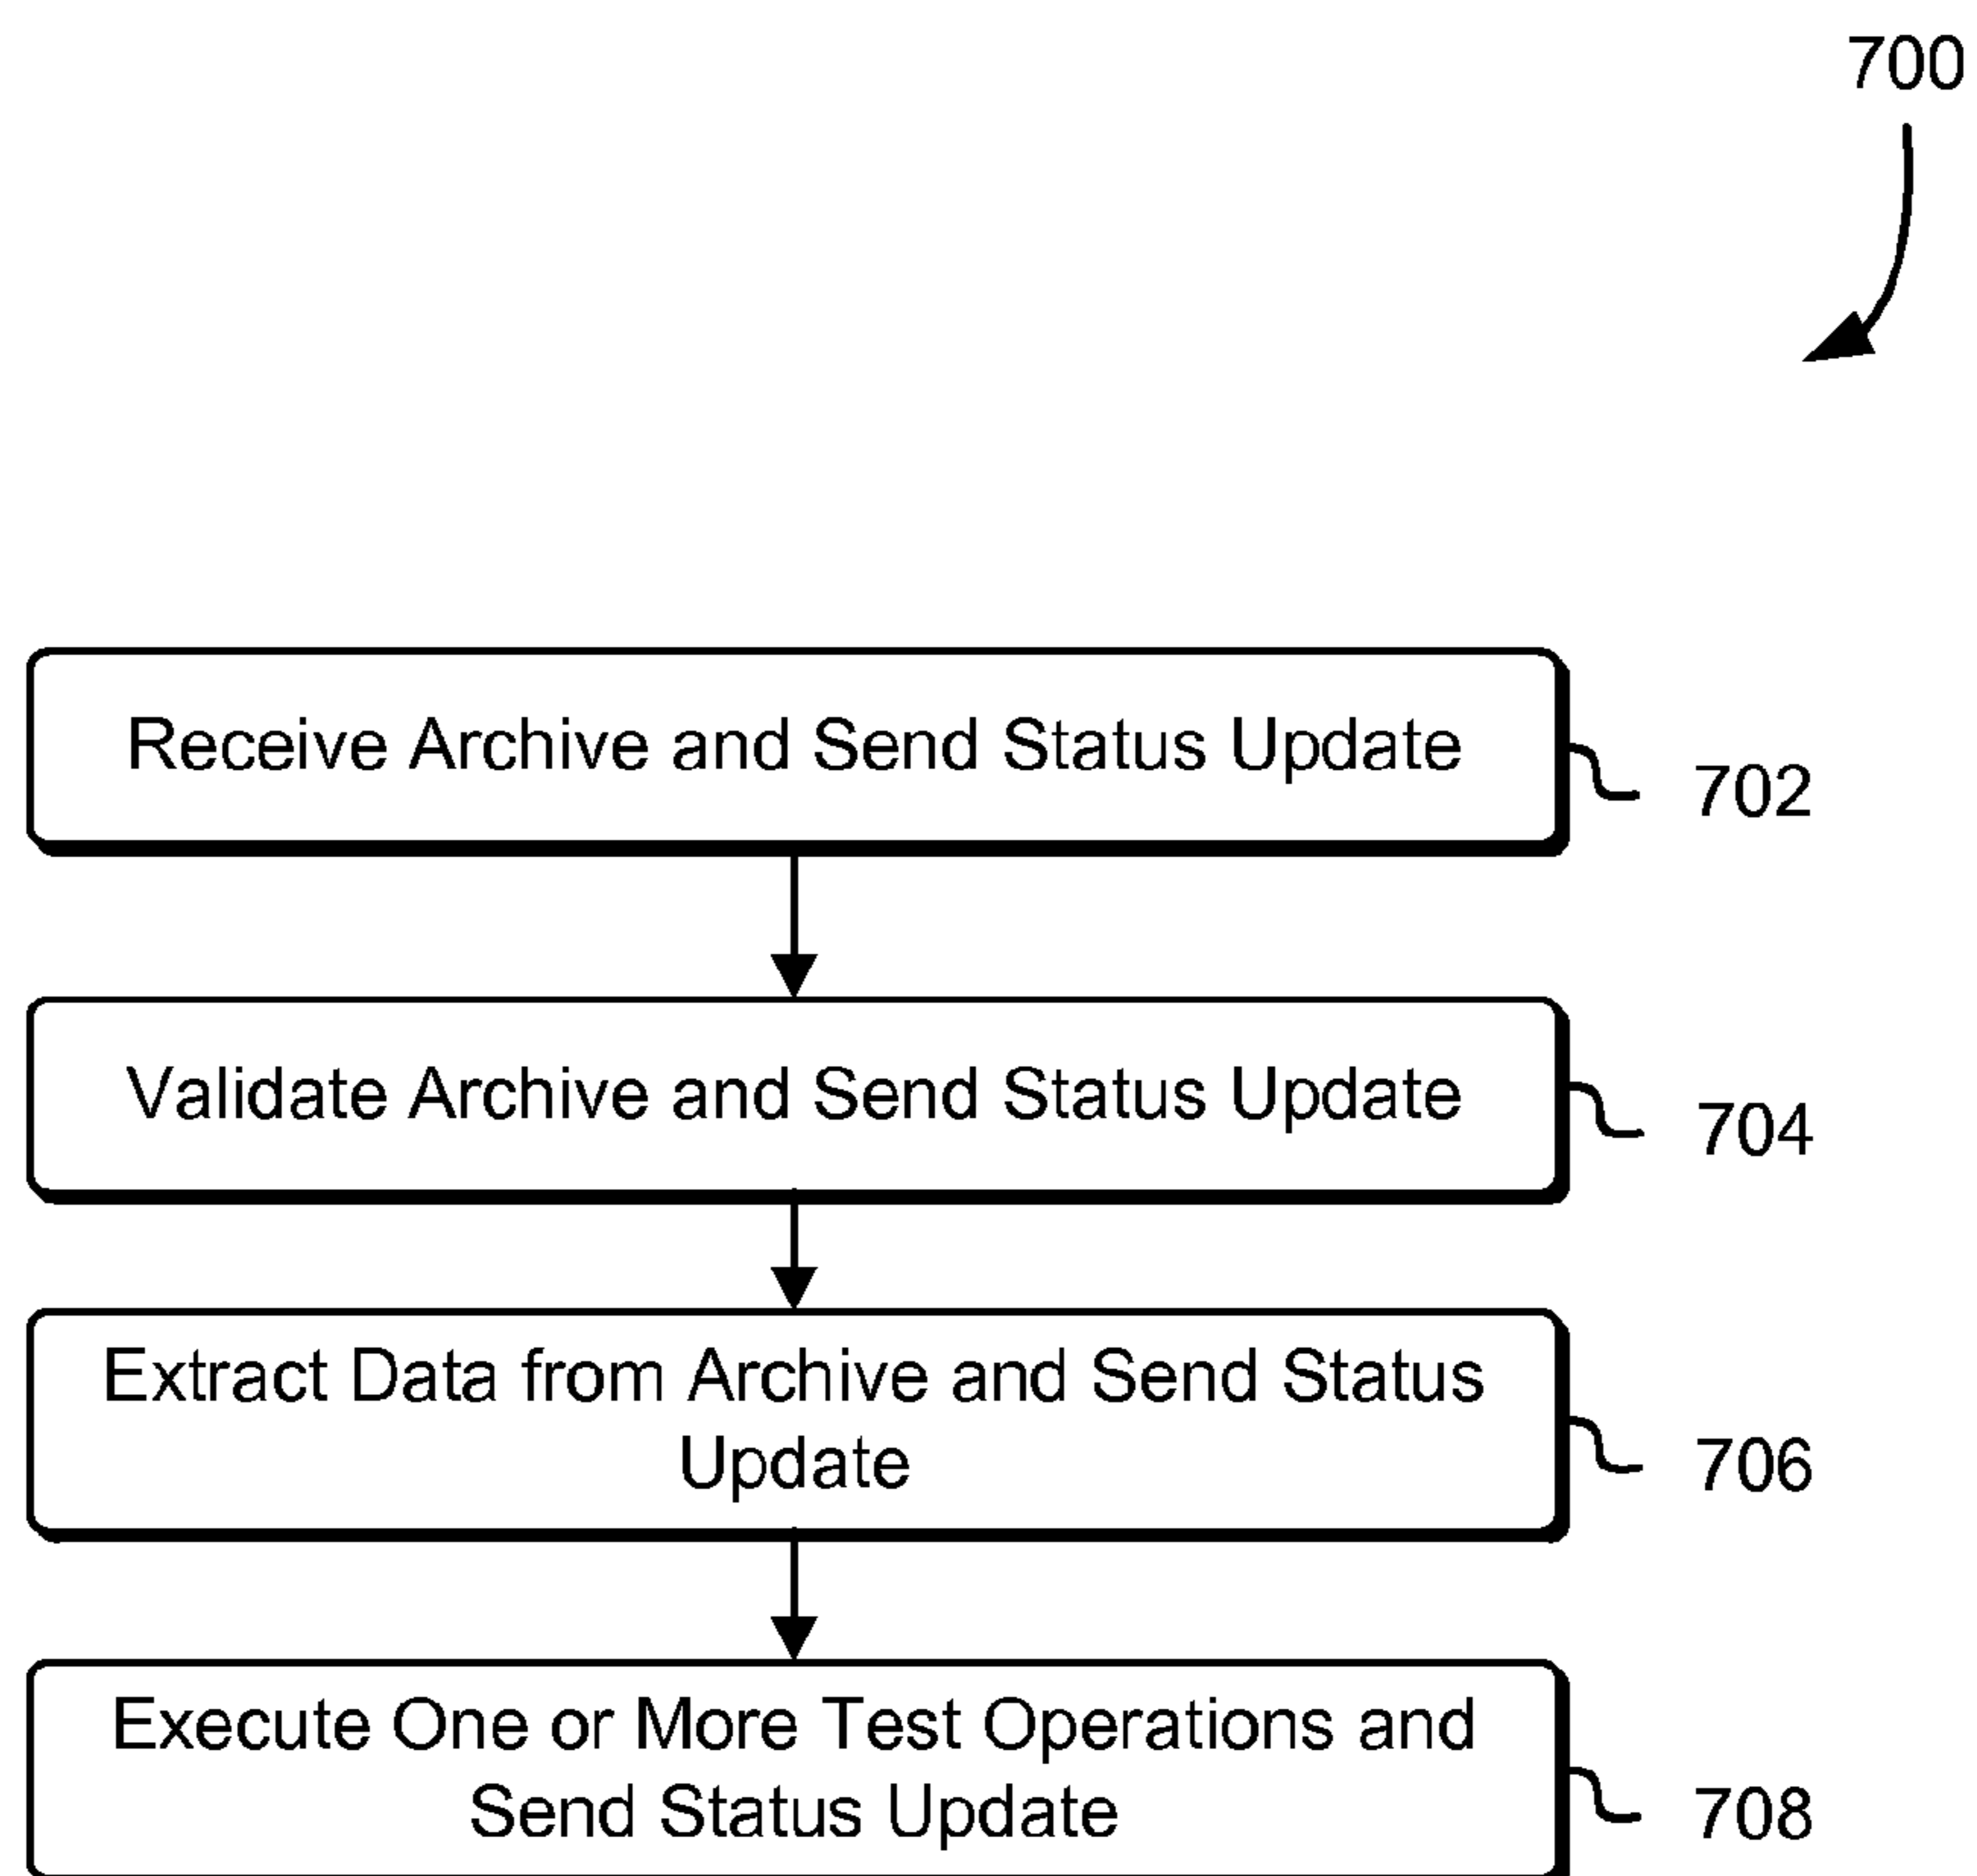 700
Receive Archive and Send Status Update
702
Validate Archive and Send Status Update
704
Extract Data from Archive and Send Status
Update
706
Execute One or More Test Operations and
Send Status Update
708